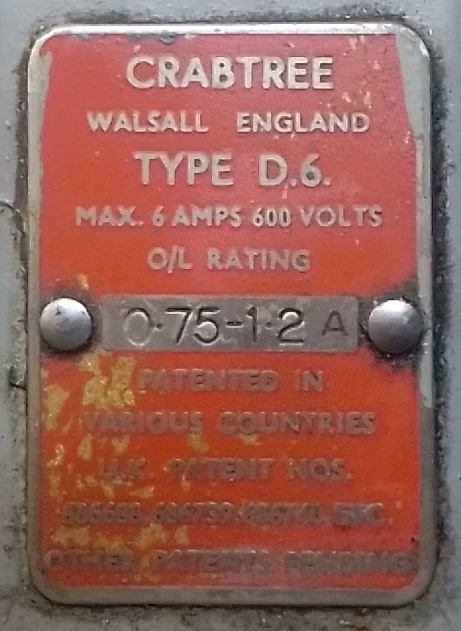 CRABTREE
WALSALL ENGLAND
TYPE D.6.
MAX. 6 AMPS 600 VOLTS
O/L RATING
0·75-1·2 A
PATENTED IN
VARIOUS COUNTRIES
U.K. PATENT NOS.
ETC.
OTHER PATENTS PENDING